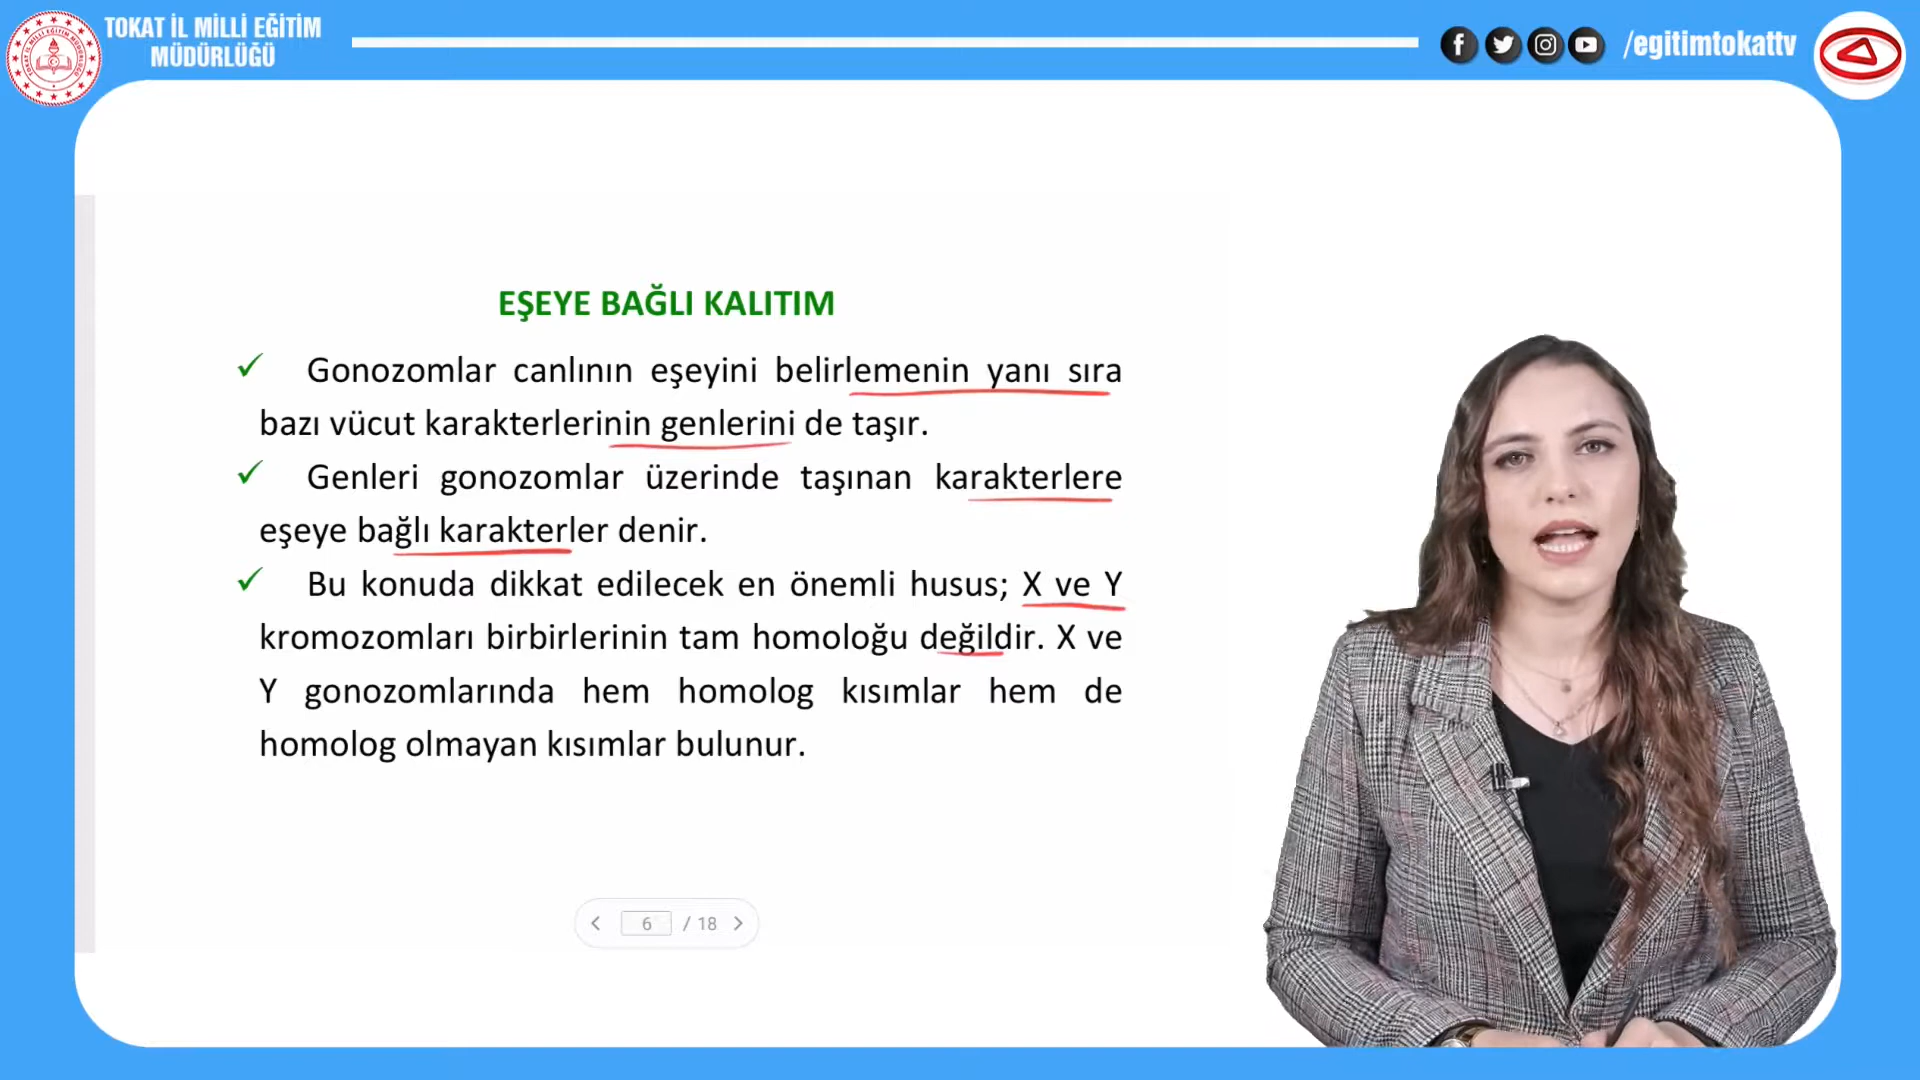 TOKAT İL MİLLİ EĞİTİM
MÜDÜRLÜĞÜ
/egitimtokattv
EŞEYE BAĞLI KALITIM
✓ Gonozomlar canlının eşeyini belirlemenin yanı sıra
bazı vücut karakterlerinin genlerini de taşır.
✓ Genleri gonozomlar üzerinde taşınan karakterlere
eşeye bağlı karakterler denir.
✓ Bu konuda dikkat edilecek en önemli husus; X ve Y
kromozomları birbirlerinin tam homoloğu değildir. X ve
Y gonozomlarında hem homolog kısımlar hem de
homolog olmayan kısımlar bulunur.
6 / 18